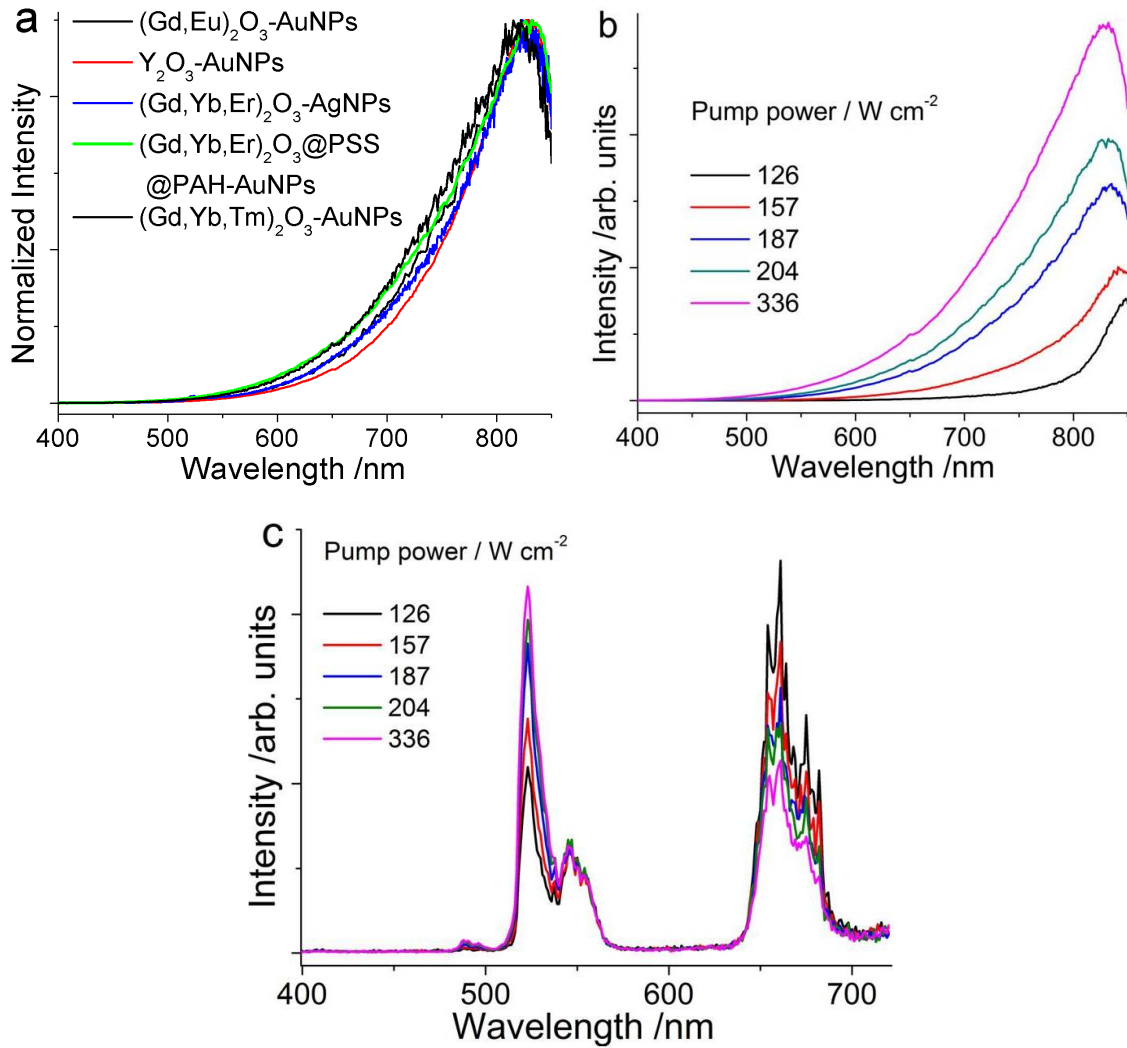 a
(Gd,Eu)₂O₃-AuNPs
Y₂O₃-AuNPs
(Gd,Yb,Er)₂O₃-AgNPs
(Gd,Yb,Er)₂O₃@PSS
@PAH-AuNPs
(Gd,Yb,Tm)₂O₃-AuNPs
Normalized Intensity
400 500 600 700 800
Wavelength /nm
b
Pump power / W cm⁻²
126
157
187
204
336
Intensity /arb. units
400 500 600 700 800
Wavelength /nm
c
Pump power / W cm⁻²
126
157
187
204
336
Intensity /arb. units
400 500 600 700
Wavelength /nm